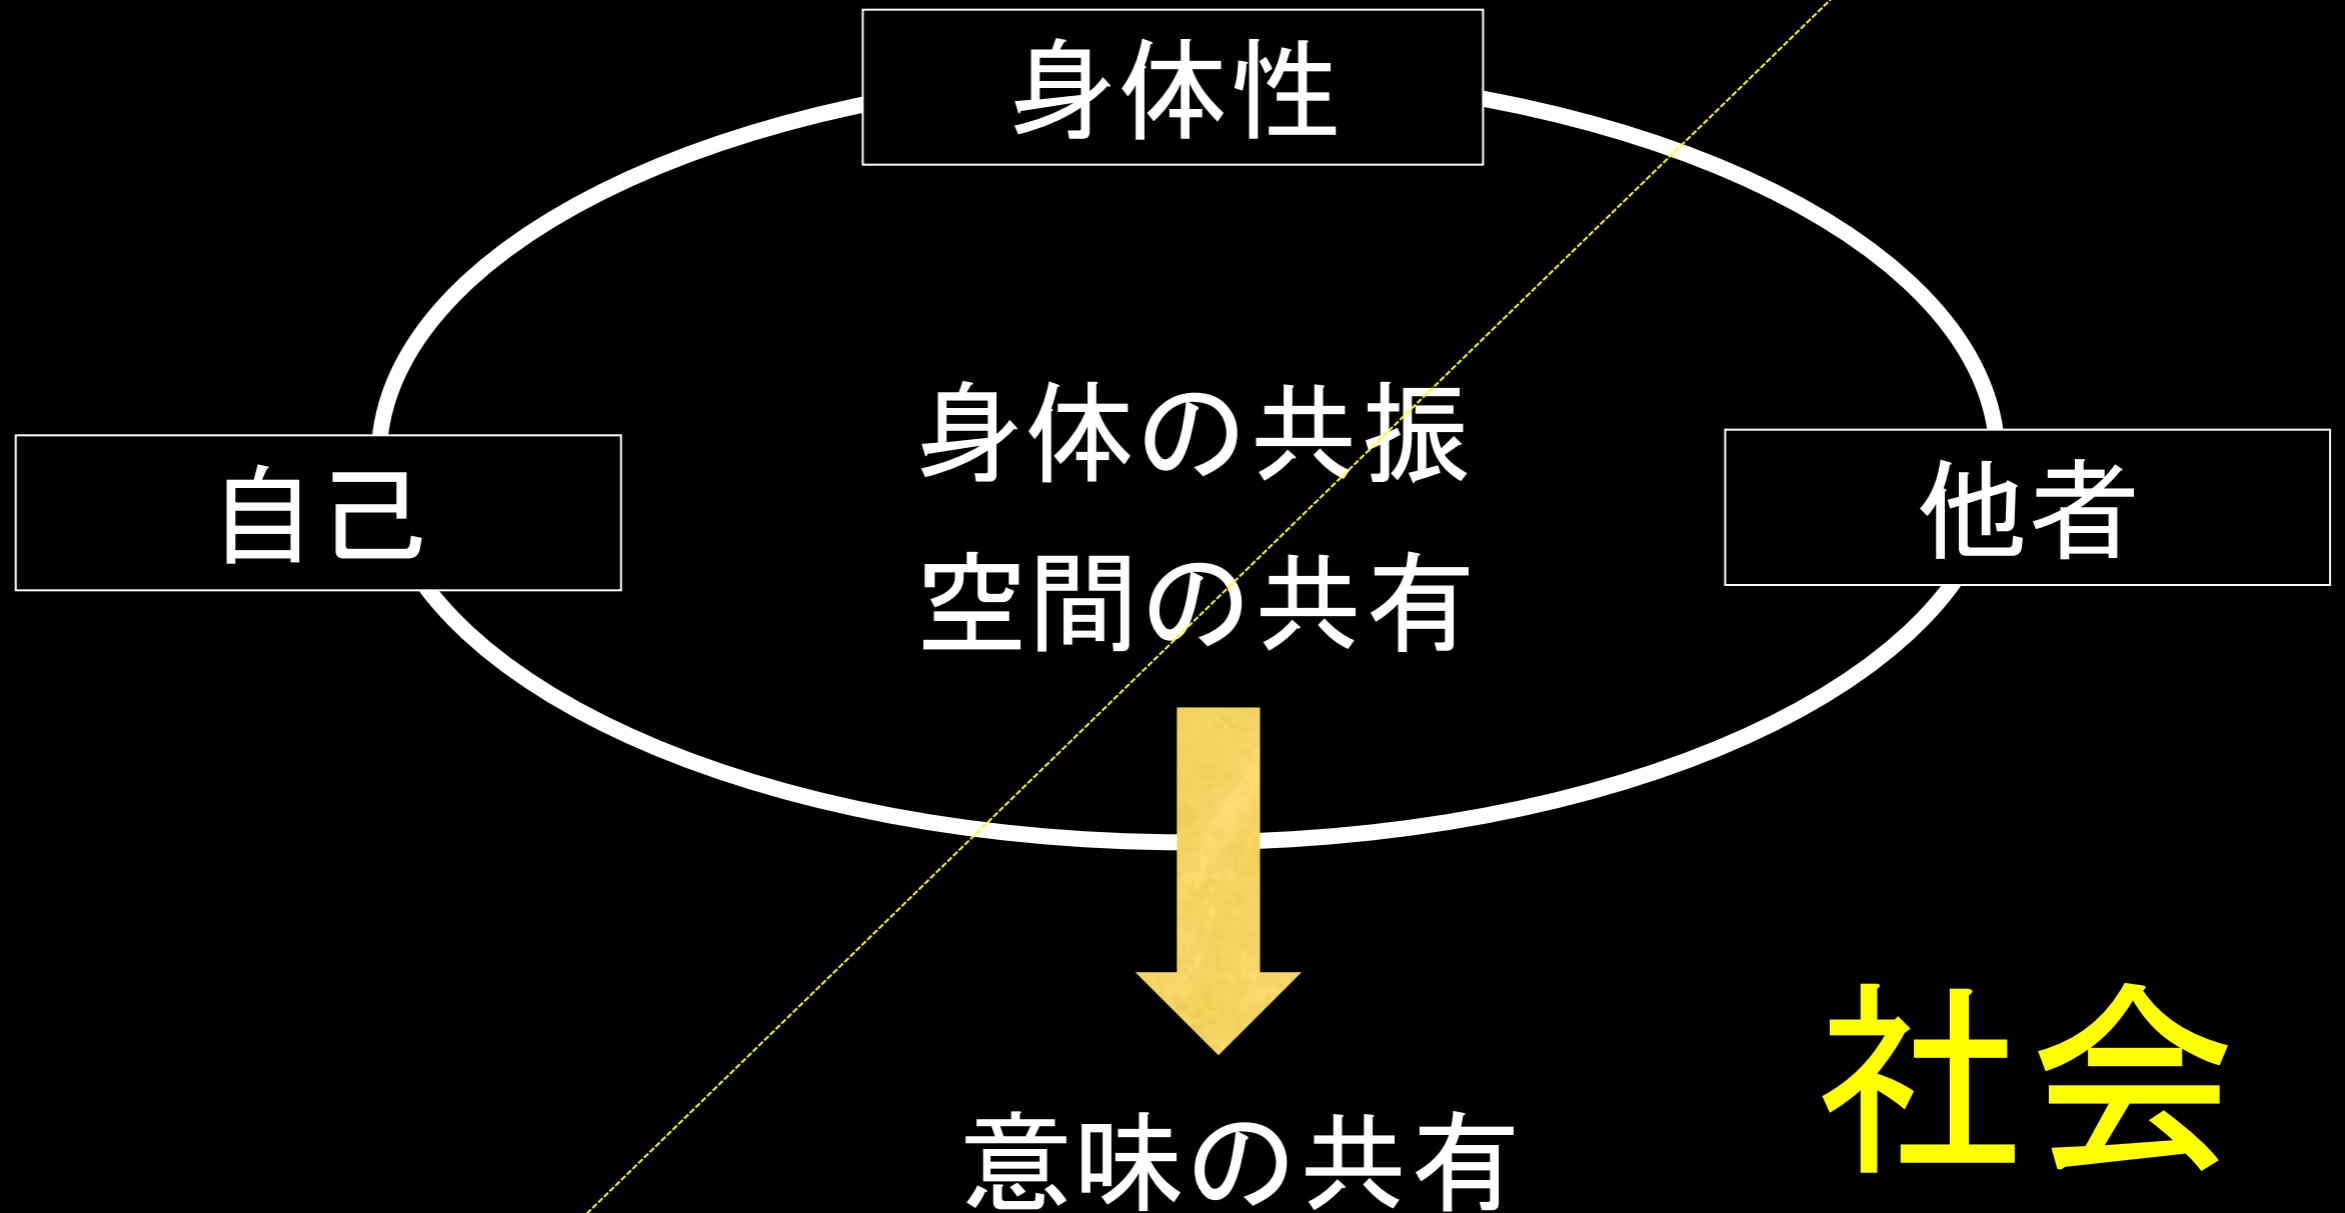 身体性
身体の共振
自己
他者
空間の共有
社会
意味の共有